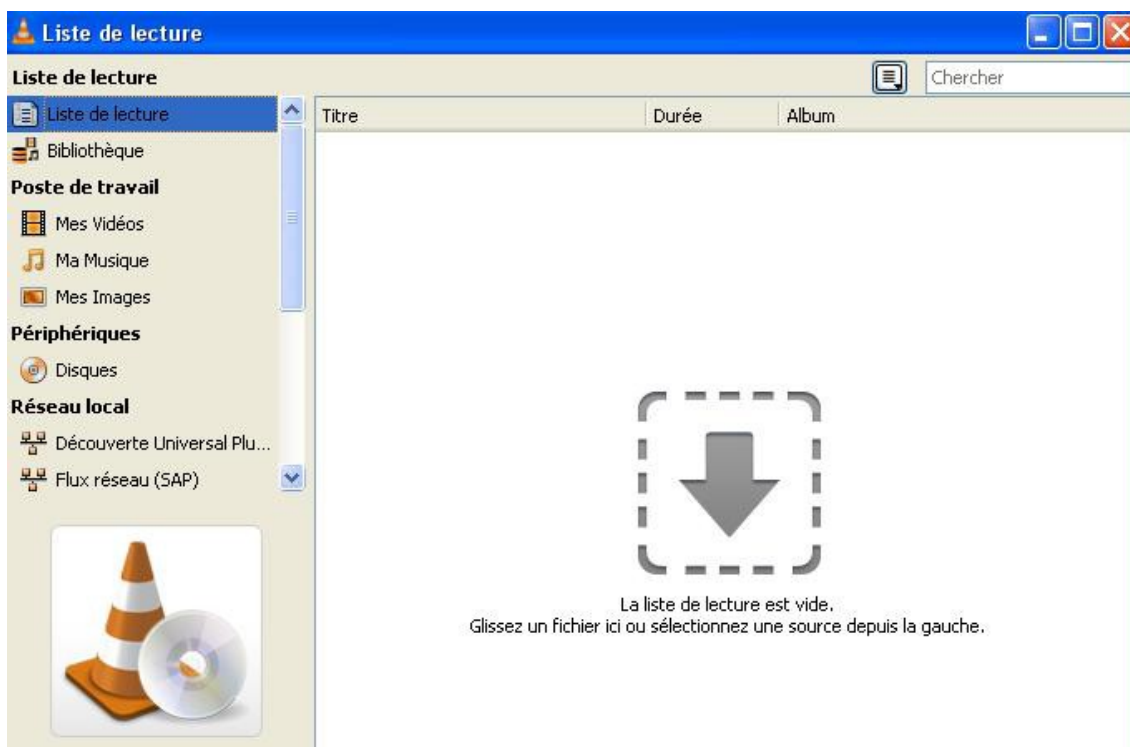 Liste de lecture
Liste de lecture
Chercher
Liste de lecture
Bibliothèque
Poste de travail
Mes Vidéos
Ma Musique
Mes Images
Périphériques
Disques
Réseau local
Découverte Universal Plu...
Flux réseau (SAP)
Titre Durée Album
La liste de lecture est vide.
Glissez un fichier ici ou sélectionnez une source depuis la gauche.